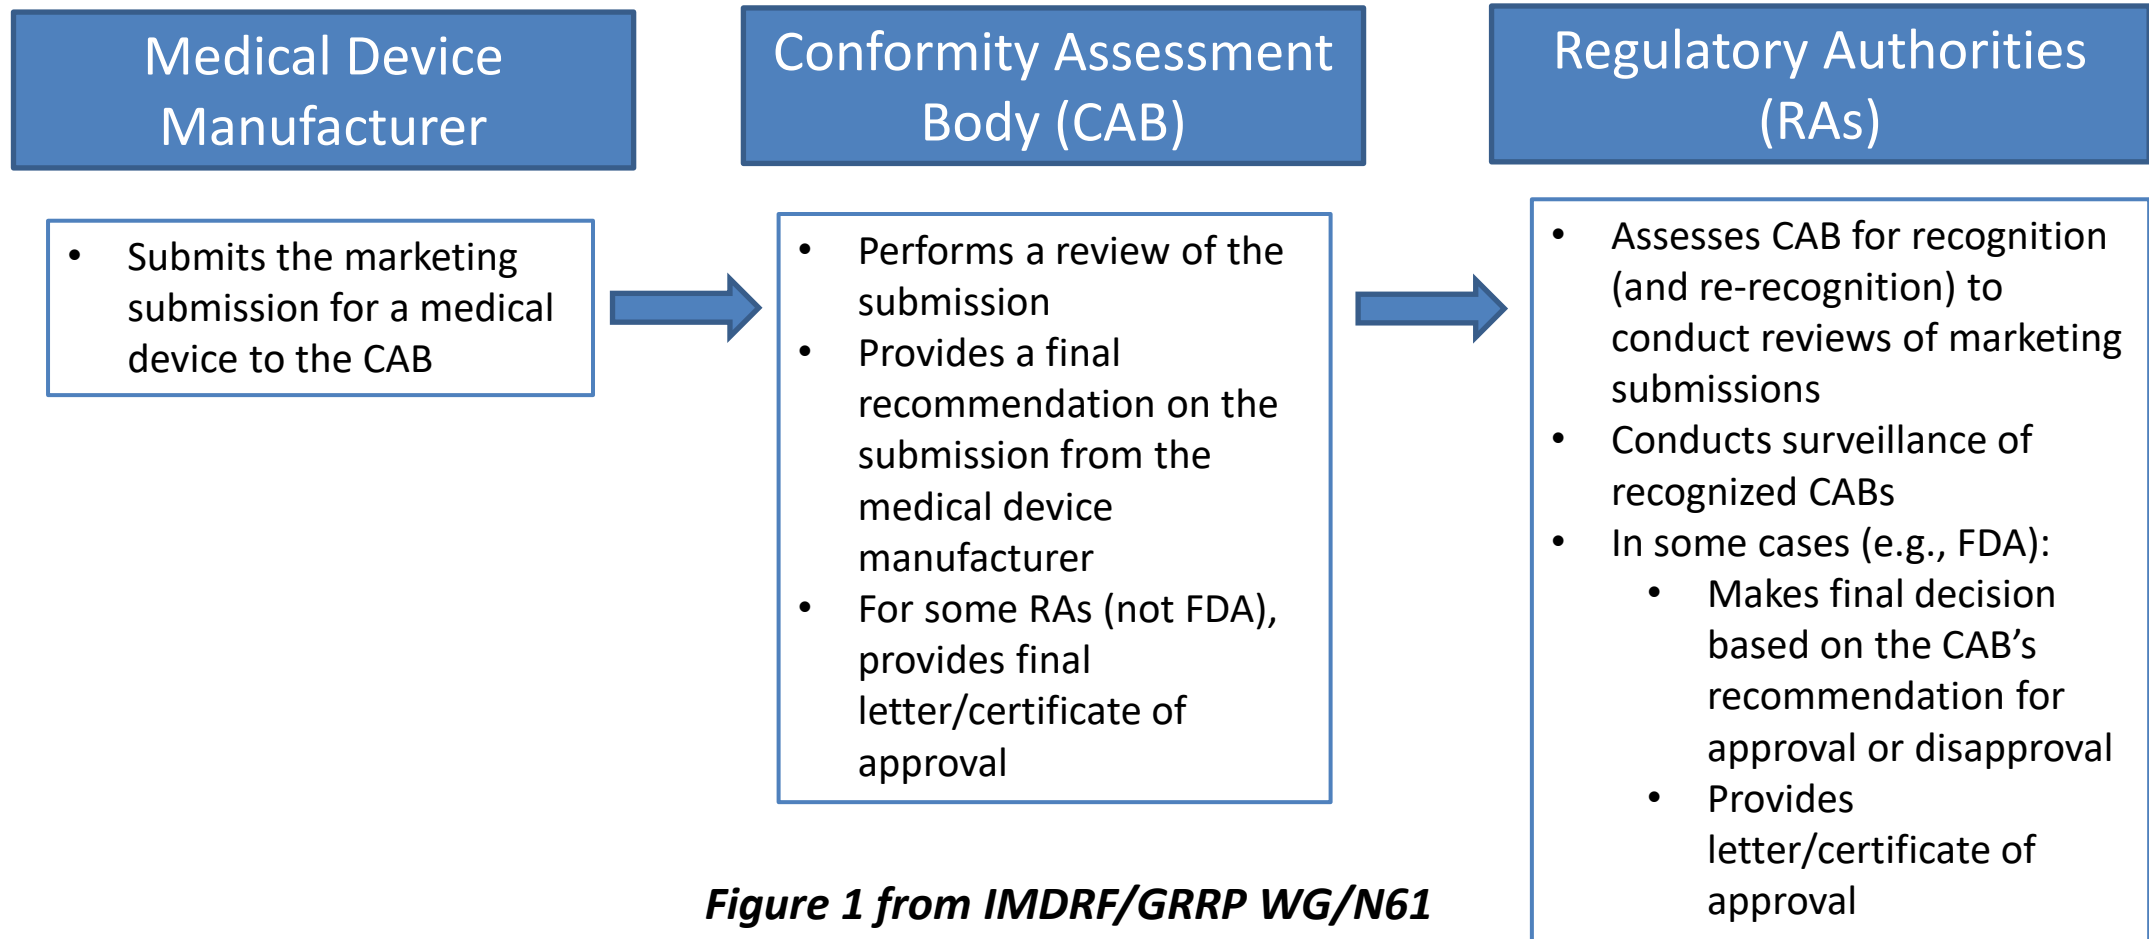 Medical Device
Manufacturer
Conformity Assessment
Body (CAB)
Regulatory Authorities
(RAs)
• Submits the marketing
submission for a medical
device to the CAB
• Performs a review of the
submission
• Provides a final
recommendation on the
submission from the
medical device
manufacturer
• For some RAs (not FDA),
provides final
letter/certificate of
approval
• Assesses CAB for recognition
(and re-recognition) to
conduct reviews of marketing
submissions
• Conducts surveillance of
recognized CABs
• In some cases (e.g., FDA):
• Makes final decision
based on the CAB’s
recommendation for
approval or disapproval
• Provides
letter/certificate of
approval
Figure 1 from IMDRF/GRRP WG/N61